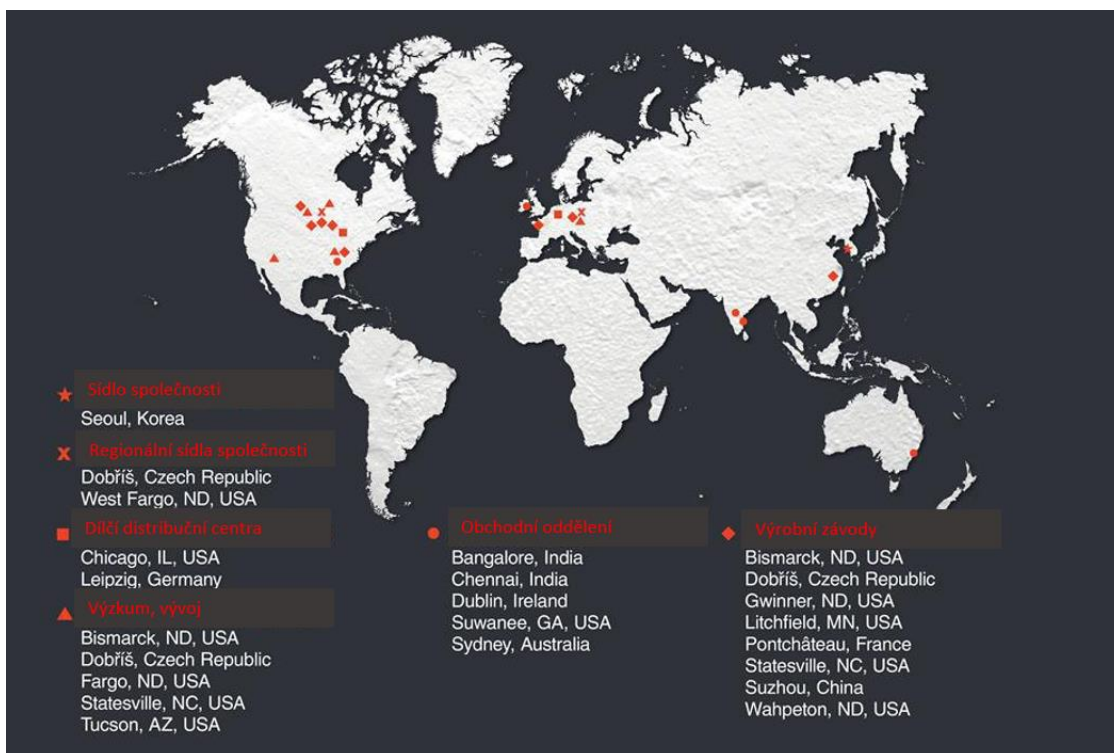 Sídlo společnosti
Seoul, Korea
Regionální sídla společnosti
Dobříš, Czech Republic
West Fargo, ND, USA
Dílčí distribuční centra
Chicago, IL, USA
Leipzig, Germany
Výzkum, vývoj
Bismarck, ND, USA
Dobříš, Czech Republic
Fargo, ND, USA
Statesville, NC, USA
Tucson, AZ, USA
Obchodní oddělení
Bangalore, India
Chennai, India
Dublin, Ireland
Suwanee, GA, USA
Sydney, Australia
Výrobní závody
Bismarck, ND, USA
Dobříš, Czech Republic
Gwinner, ND, USA
Litchfield, MN, USA
Pontchâteau, France
Statesville, NC, USA
Suzhou, China
Wahpeton, ND, USA